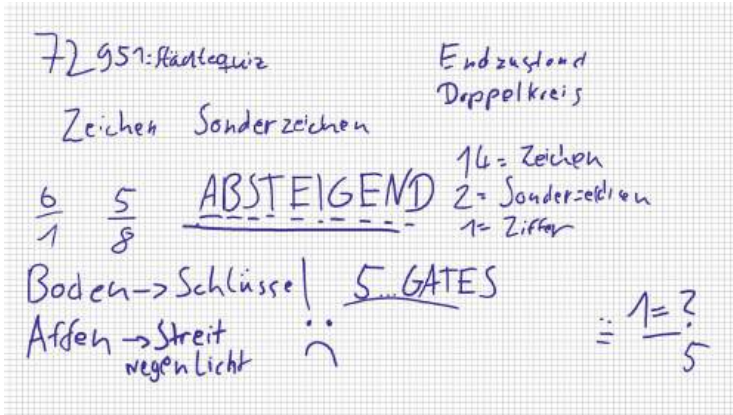 72951: Städtequiz
Endzustand
Doppelkreis
Zeichen Sonderzeichen
14 = Zeichen
2 = Sonderzeichen
1 = Ziffer
6/1 5/8 ABSTEIGEND
Boden -> Schlüssel ! 5...GATES
Affen -> Streit
wegen Licht
1=?
5